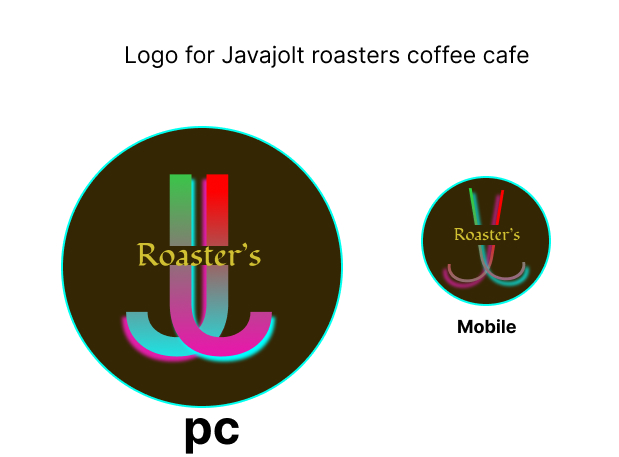 Logo for Javajolt roasters coffee cafe
Roaster's
Roaster's
Mobile
pc